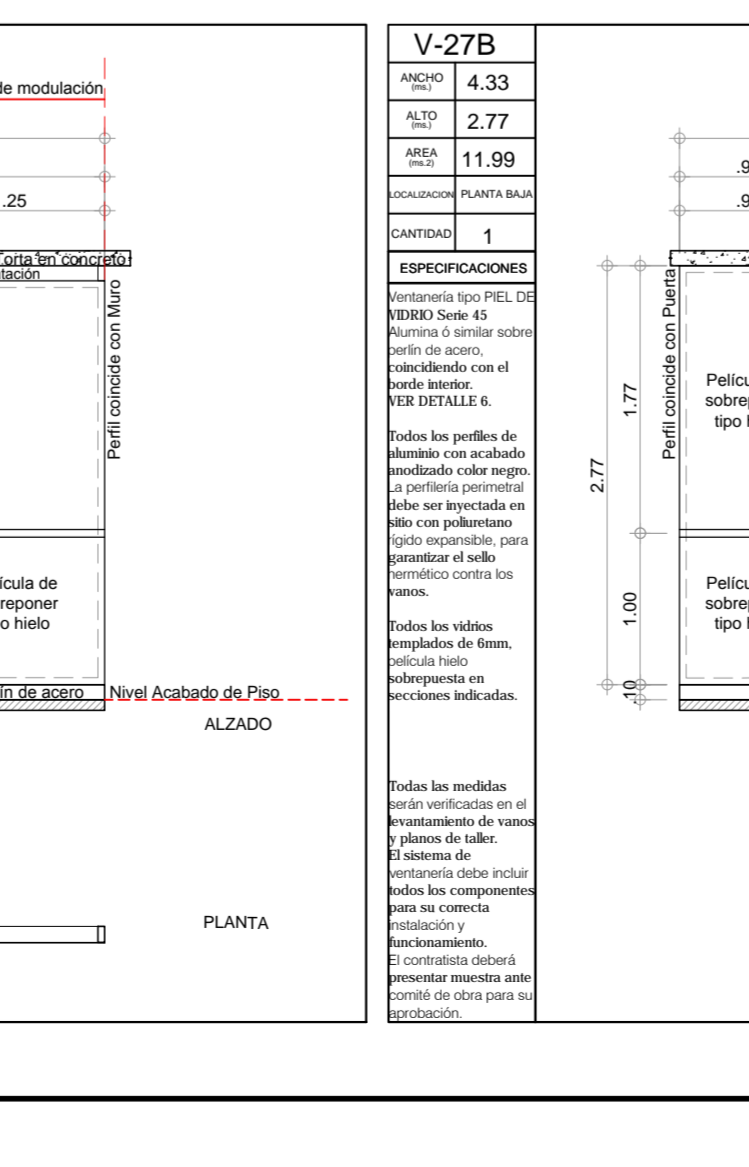 de modulación
.25
orta en concreto
tación
Perfil coincide con Muro
ícula de
reponer
o hielo
ín de acero
Nivel Acabado de Piso
ALZADO
PLANTA
V-27B
ANCHO
(ms.)
4.33
ALTO
(ms.)
2.77
AREA
(ms.2)
11.99
LOCALIZACION
PLANTA BAJA
CANTIDAD
1
ESPECIFICACIONES
Ventanería tipo PIEL DE
VIDRIO Serie 45
Alumina ó similar sobre
perlín de acero,
coincidiendo con el
borde interior.
VER DETALLE 6.
Todos los perfiles de
aluminio con acabado
anodizado color negro.
La perfilería perimetral
debe ser inyectada en
sitio con poliuretano
rígido expansible, para
garantizar el sello
hermético contra los
vanos.
Todos los vidrios
templados de 6mm,
película hielo
sobrepuesta en
secciones indicadas.
Todas las medidas
serán verificadas en el
levantamiento de vanos
y planos de taller.
El sistema de
ventanería debe incluir
todos los componentes
para su correcta
instalación y
funcionamiento.
El contratista deberá
presentar muestra ante
comité de obra para su
aprobación.
.9
.9
Perfil coincide con Puerta
2.77
1.77
1.00
.10
Pelícu
sobrep
tipo h
Pelícu
sobrep
tipo h